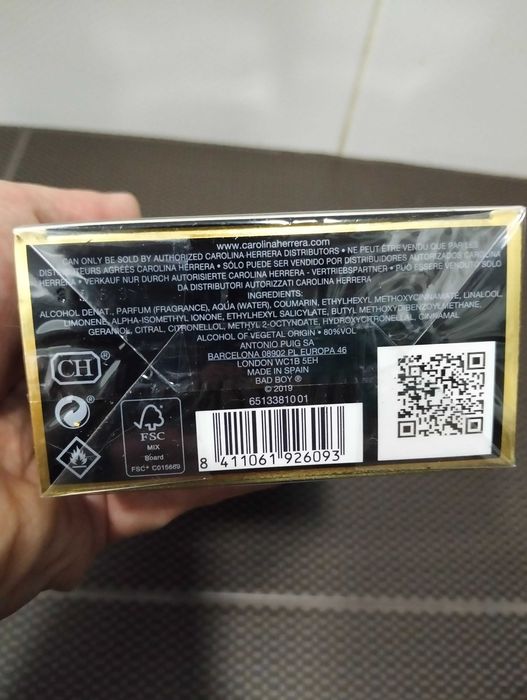 www.carolinaherrera.com
CAN ONLY BE SOLD BY AUTHORIZED CAROLINA HERRERA DISTRIBUTORS • NE PEUT ÊTRE VENDU QUE PAR LES
DISTRIBUTEURS AGRÉÉS CAROLINA HERRERA • SÓLO PUEDE SER VENDIDO POR DISTRIBUIDORES AUTORIZADOS CAROLINA
HERRERA • VERKAUF NUR DURCH AUTORISIERTE CAROLINA HERRERA - VERTRIEBSPARTNER • PUÒ ESSERE VENDUTO SOLO
DA DISTRIBUTORI AUTORIZZATI CAROLINA HERRERA
INGREDIENTS:
ALCOHOL DENAT., PARFUM (FRAGRANCE), AQUA (WATER), COUMARIN, ETHYLHEXYL METHOXYCINNAMATE, LINALOOL,
LIMONENE, ALPHA-ISOMETHYL IONONE, ETHYLHEXYL SALICYLATE, BUTYL METHOXYDIBENZOYLMETHANE,
GERANIOL, CITRAL, CITRONELLOL, METHYL 2-OCTYNOATE, HYDROXYCITRONELLAL, CINNAMAL
ALCOHOL OF VEGETAL ORIGIN • 80%VOL
ANTONIO PUIG SA
BARCELONA 08902 PL EUROPA 46
LONDON WC1B 5EH
MADE IN SPAIN
BAD BOY ®
© 2019
6513381001
CH ®
FSC
MIX
Board
FSC® C015669
8 411061 926093